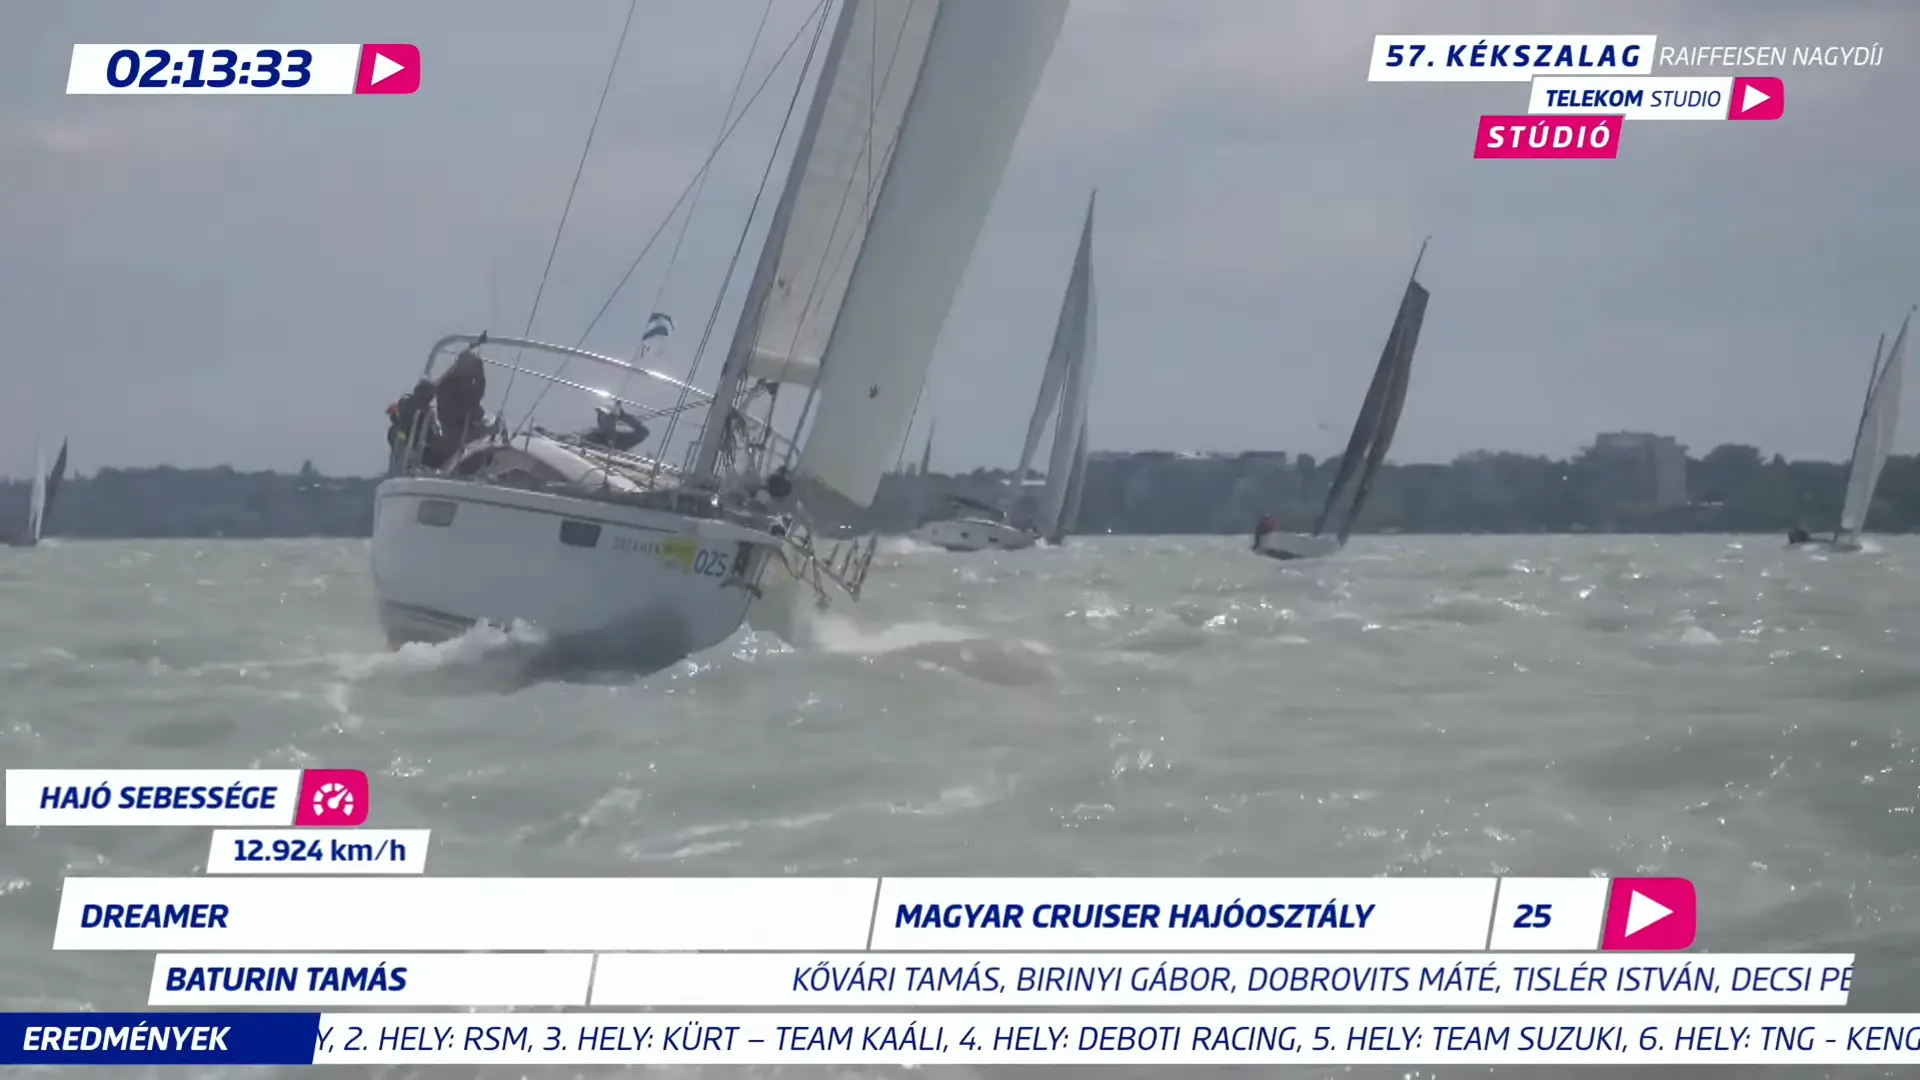 02:13:33
57. KÉKSZALAG RAIFFEISEN NAGYDÍJ
TELEKOM STUDIO
STÚDIÓ
DREAMER
025
HAJÓ SEBESSÉGE
12.924 km/h
DREAMER MAGYAR CRUISER HAJÓOSZTÁLY 25
BATURIN TAMÁS KŐVÁRI TAMÁS, BIRINYI GÁBOR, DOBROVITS MÁTÉ, TISLÉR ISTVÁN, DECSI PÉ
EREDMÉNYEK Y, 2. HELY: RSM, 3. HELY: KÜRT – TEAM KAÁLI, 4. HELY: DEBOTI RACING, 5. HELY: TEAM SUZUKI, 6. HELY: TNG - KENG